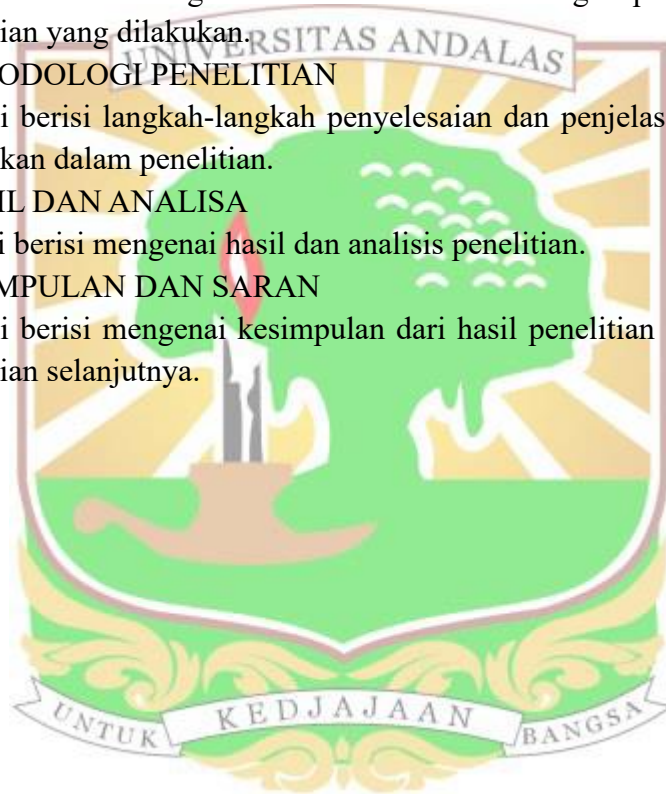 ian yang dilakukan.
UNIVERSITAS ANDALAS
ODOLOGI PENELITIAN
i berisi langkah-langkah penyelesaian dan penjelas
kan dalam penelitian.
IL DAN ANALISA
i berisi mengenai hasil dan analisis penelitian.
MPULAN DAN SARAN
i berisi mengenai kesimpulan dari hasil penelitian
ian selanjutnya.
UNTUK KEDJAJAAN BANGSA